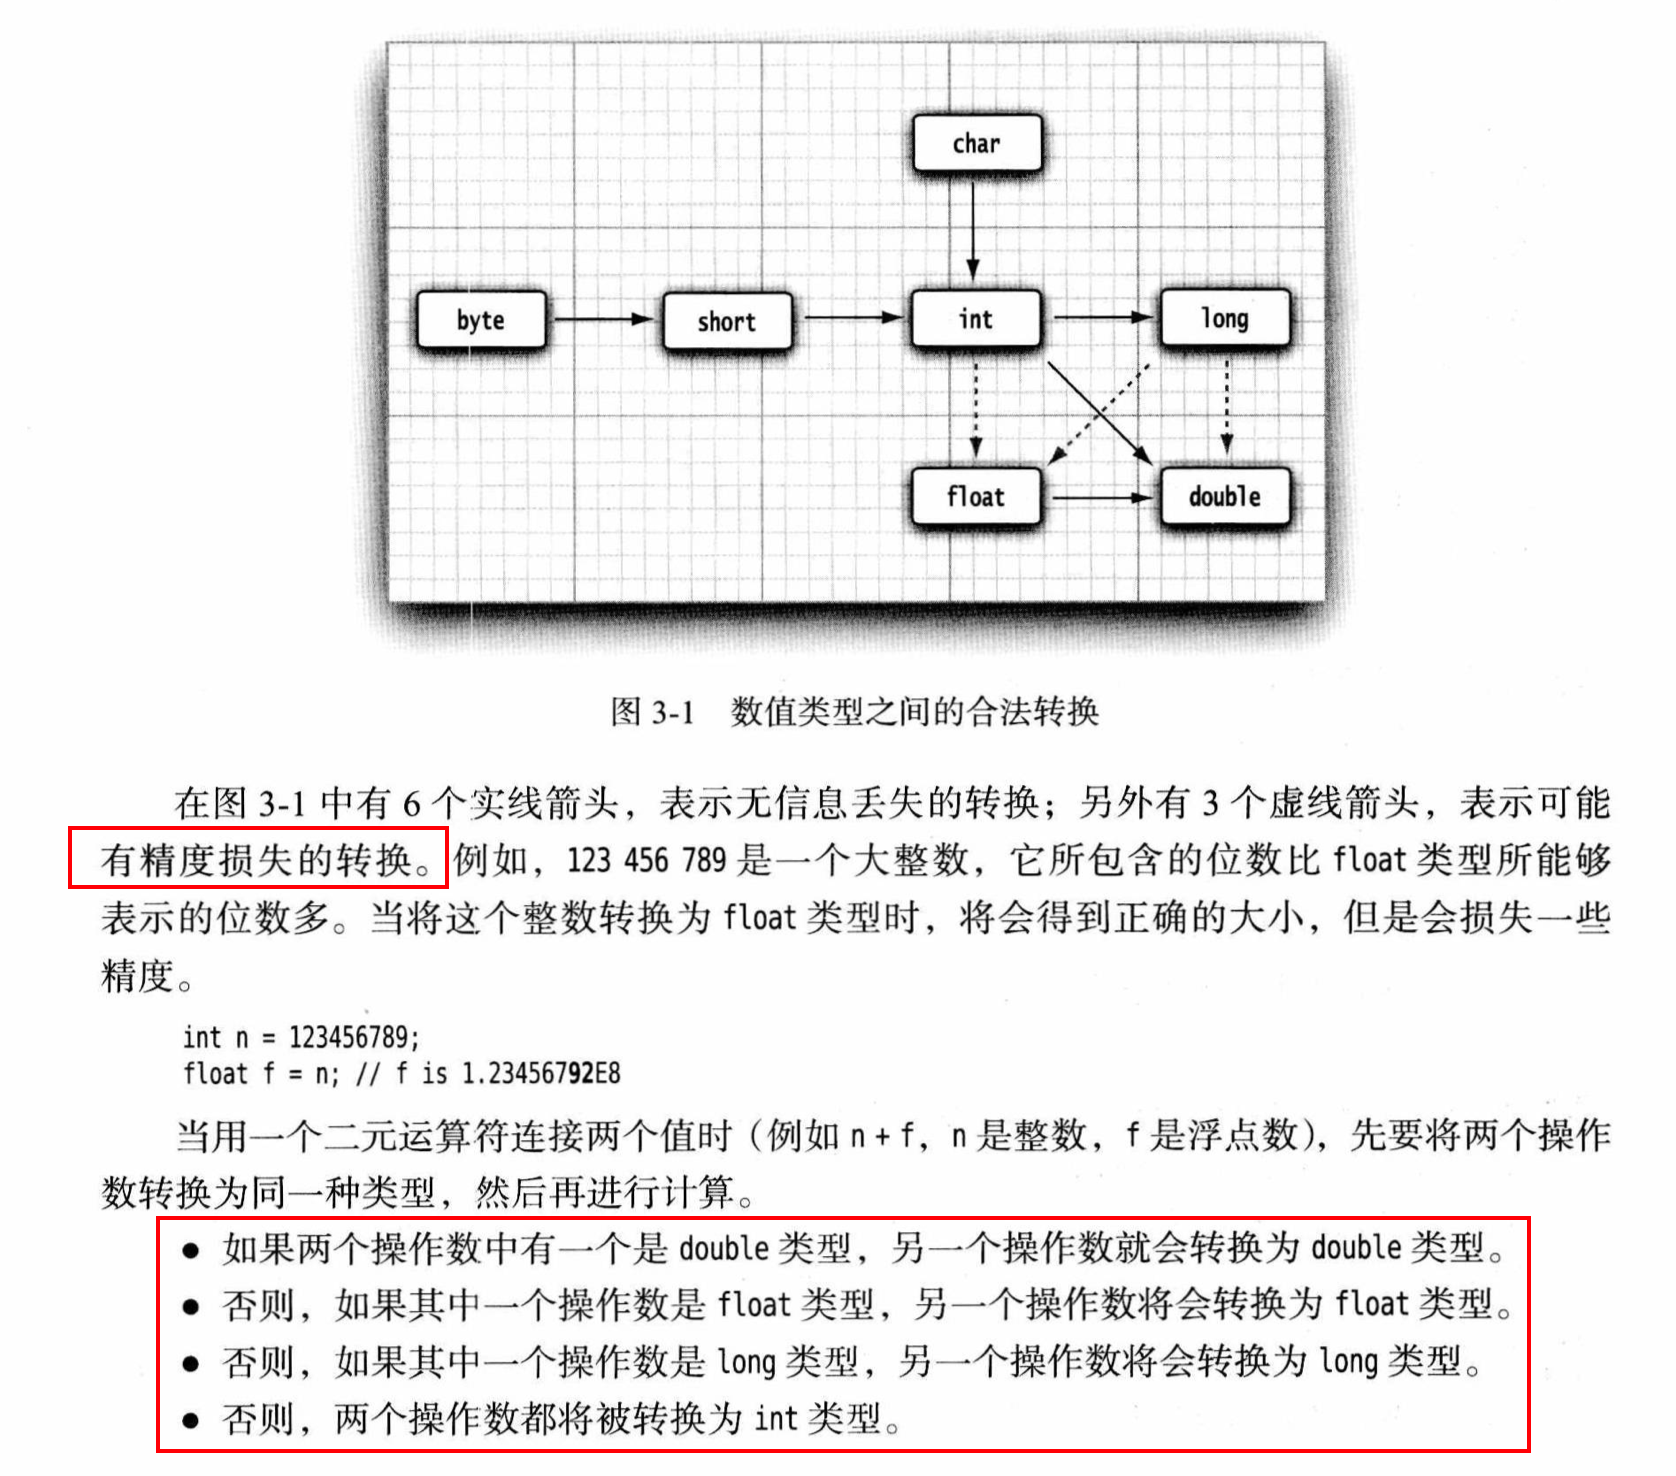 char
byte
short
int
long
float
double
图 3-1 数值类型之间的合法转换
在图 3-1 中有 6 个实线箭头，表示无信息丢失的转换；另外有 3 个虚线箭头，表示可能
有精度损失的转换。例如，123 456 789 是一个大整数，它所包含的位数比 float 类型所能够
表示的位数多。当将这个整数转换为 float 类型时，将会得到正确的大小，但是会损失一些
精度。
int n = 123456789;
float f = n; // f is 1.23456792E8
当用一个二元运算符连接两个值时（例如 n + f，n 是整数，f 是浮点数），先要将两个操作
数转换为同一种类型，然后再进行计算。
● 如果两个操作数中有一个是 double 类型，另一个操作数就会转换为 double 类型。
● 否则，如果其中一个操作数是 float 类型，另一个操作数将会转换为 float 类型。
● 否则，如果其中一个操作数是 long 类型，另一个操作数将会转换为 long 类型。
● 否则，两个操作数都将被转换为 int 类型。